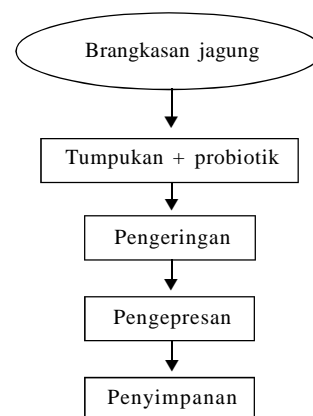 Brangkasan jagung
Tumpukan + probiotik
Pengeringan
Pengepresan
Penyimpanan